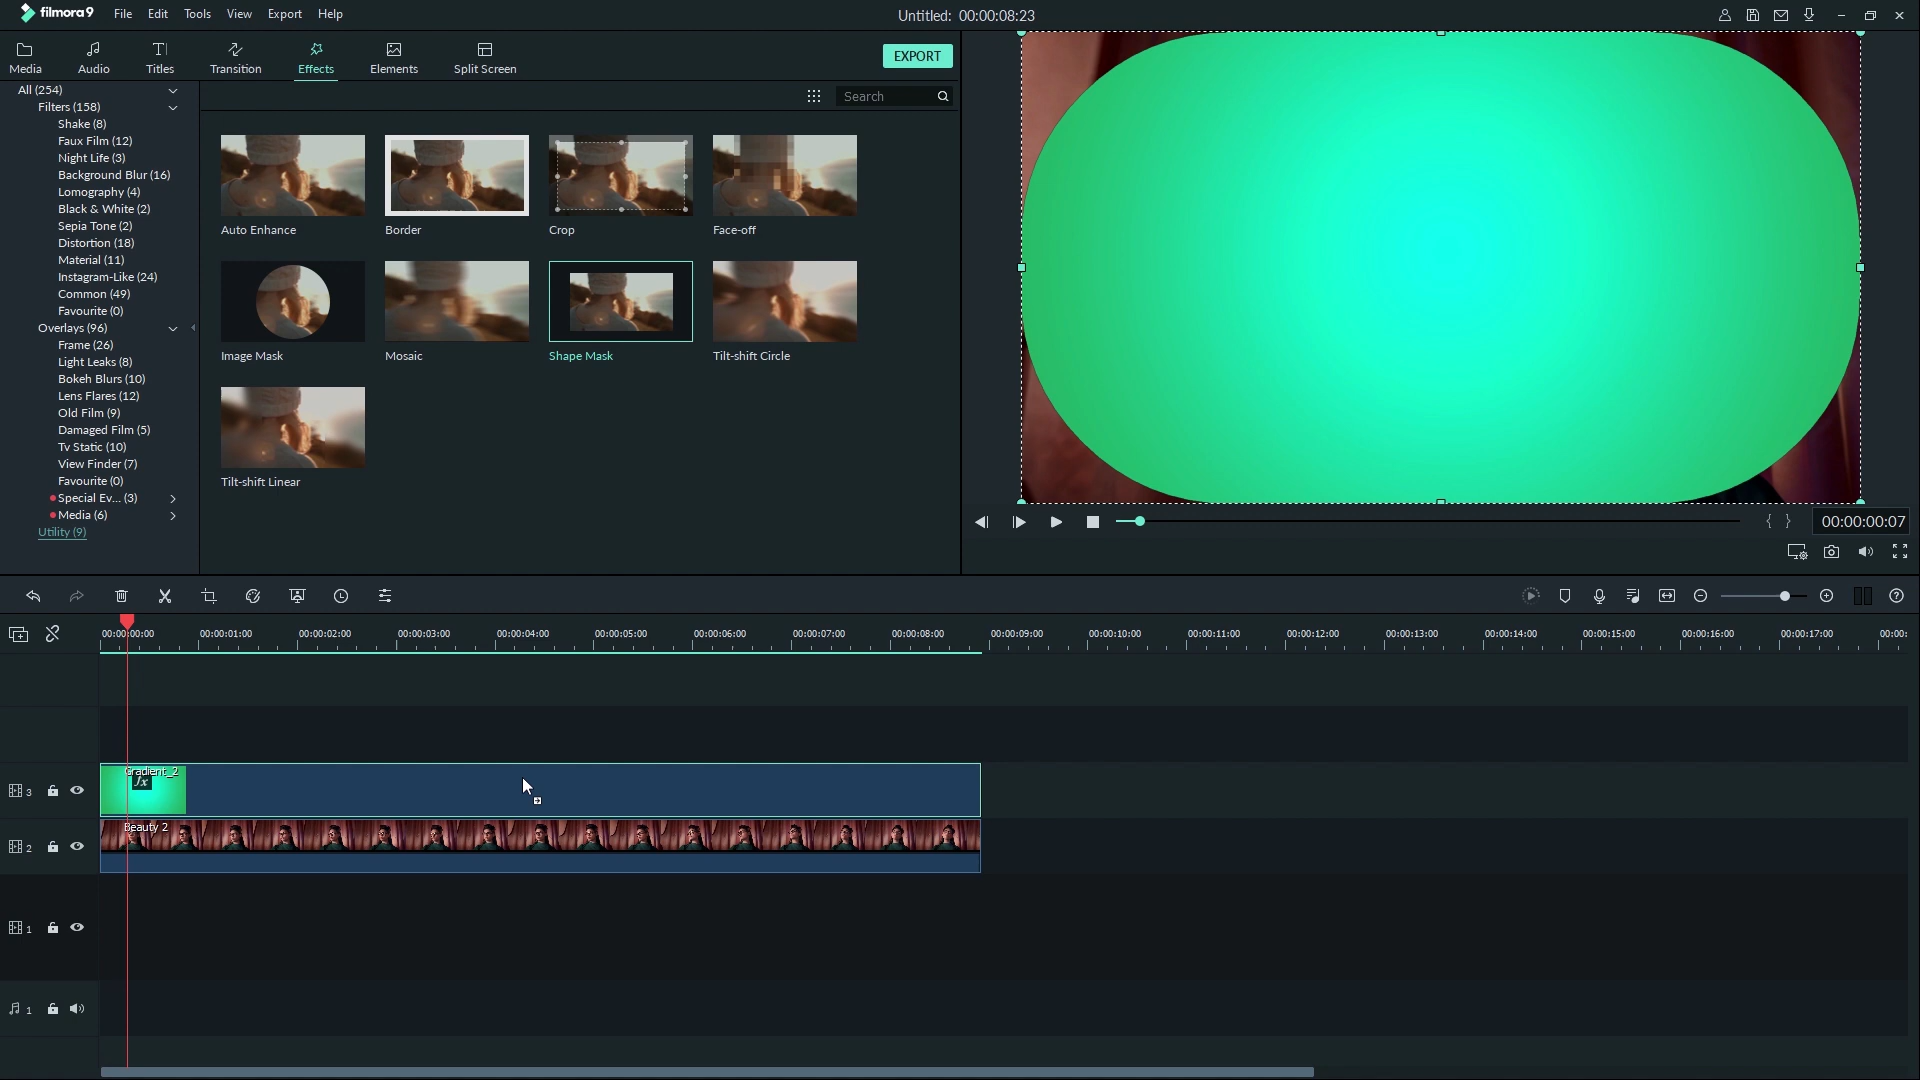 filmora9
File Edit Tools View Export Help
Untitled: 00:00:08:23
Media Audio Titles Transition Effects Elements Split Screen
EXPORT
All (254)
Filters (158)
Shake (8)
Faux Film (12)
Night Life (3)
Background Blur (16)
Lomography (4)
Black & White (2)
Sepia Tone (2)
Distortion (18)
Material (11)
Instagram-Like (24)
Common (49)
Favourite (0)
Overlays (96)
Frame (26)
Light Leaks (8)
Bokeh Blurs (10)
Lens Flares (12)
Old Film (9)
Damaged Film (5)
Tv Static (10)
View Finder (7)
Favourite (0)
Special Ev... (3)
Media (6)
Utility (9)
Search
Auto Enhance Border Crop Face-off
Image Mask Mosaic Shape Mask Tilt-shift Circle
Tilt-shift Linear
00:00:00:07
00:00:00:00 00:00:01:00 00:00:02:00 00:00:03:00 00:00:04:00 00:00:05:00 00:00:06:00 00:00:07:00 00:00:08:00 00:00:09:00 00:00:10:00 00:00:11:00 00:00:12:00 00:00:13:00 00:00:14:00 00:00:15:00 00:00:16:00 00:00:17:00 00:00:
Gradient_2
fx
3
Beauty 2
2
1
1